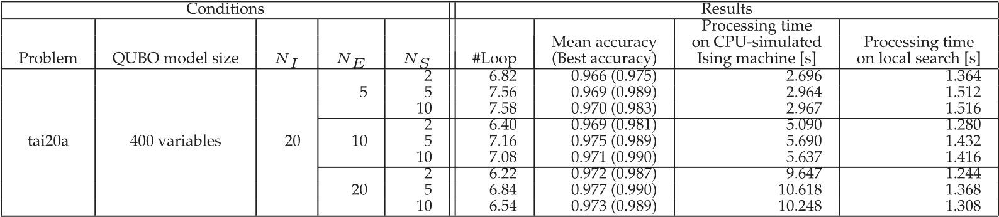 Conditions Results
Processing time
Mean accuracy on CPU-simulated Processing time
Problem QUBO model size N_I N_E N_S #Loop (Best accuracy) Ising machine [s] on local search [s]
2 6.82 0.966 (0.975) 2.696 1.364
5 5 7.56 0.969 (0.989) 2.964 1.512
10 7.58 0.970 (0.983) 2.967 1.516
2 6.40 0.969 (0.981) 5.090 1.280
tai20a 400 variables 20 10 5 7.16 0.975 (0.989) 5.690 1.432
10 7.08 0.971 (0.990) 5.637 1.416
2 6.22 0.972 (0.987) 9.647 1.244
20 5 6.84 0.977 (0.990) 10.618 1.368
10 6.54 0.973 (0.989) 10.248 1.308